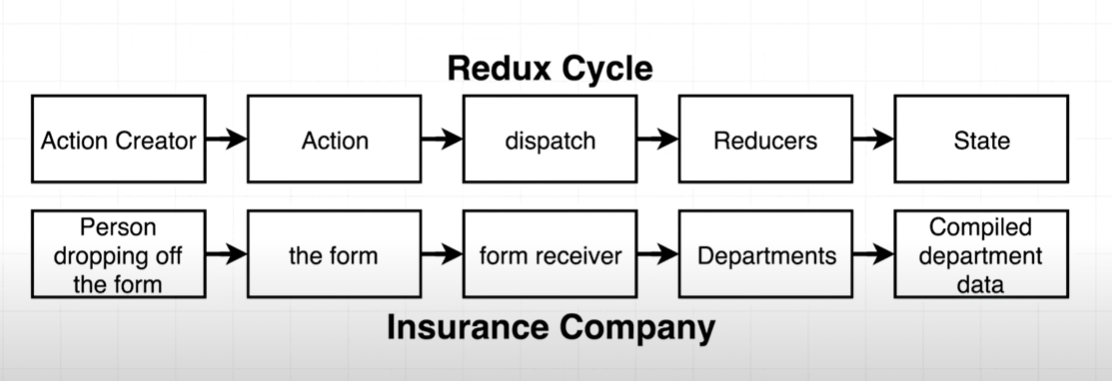 Redux Cycle
Action Creator
Action
dispatch
Reducers
State
Person
dropping off
the form
the form
form receiver
Departments
Compiled
department
data
Insurance Company